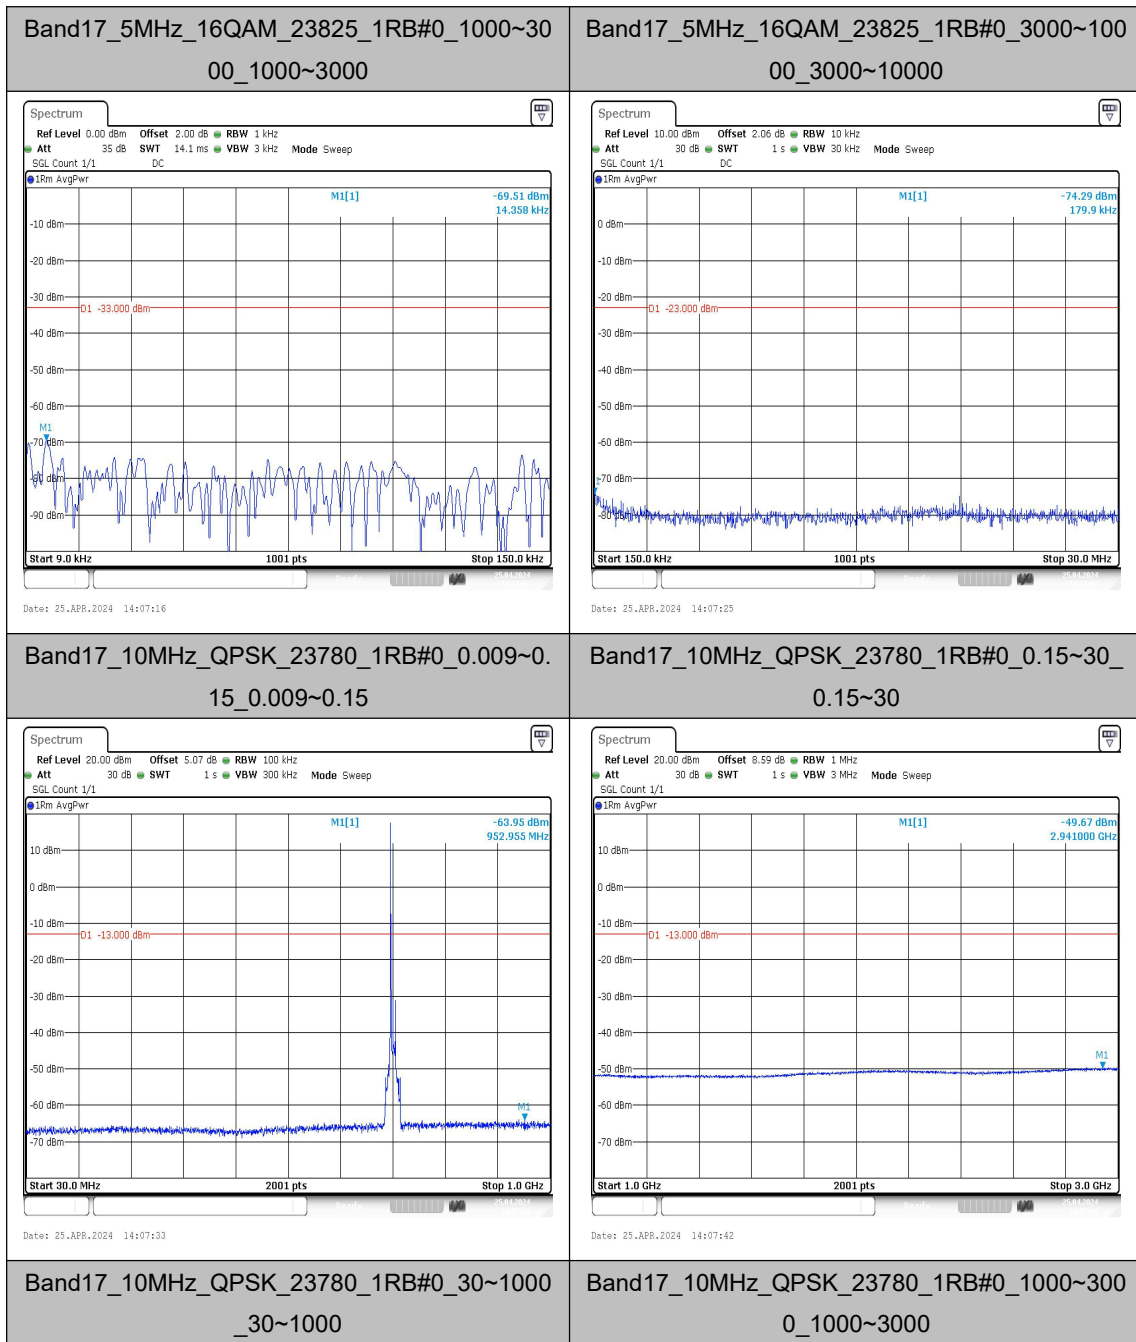 Band17_5MHz_16QAM_23825_1RB#0_1000~30
00_1000~3000
Band17_5MHz_16QAM_23825_1RB#0_3000~100
00_3000~10000
Spectrum
Ref Level 0.00 dBm Offset 2.00 dB RBW 1 kHz
Att 35 dB SWT 14.1 ms VBW 3 kHz Mode Sweep
SGL Count 1/1 DC
1Rm AvgPwr
M1[1] -69.51 dBm
14.358 kHz
-10 dBm
-20 dBm
-30 dBm
D1 -33.000 dBm
-40 dBm
-50 dBm
-60 dBm
M1
-70 dBm
-80 dBm
-90 dBm
Start 9.0 kHz 1001 pts Stop 150.0 kHz
Ready 25.04.2024
Date: 25.APR.2024 14:07:16
Spectrum
Ref Level 10.00 dBm Offset 2.06 dB RBW 10 kHz
Att 30 dB SWT 1 s VBW 30 kHz Mode Sweep
SGL Count 1/1 DC
1Rm AvgPwr
M1[1] -74.29 dBm
179.9 kHz
0 dBm
-10 dBm
-20 dBm
D1 -23.000 dBm
-30 dBm
-40 dBm
-50 dBm
-60 dBm
-70 dBm
-80 dBm
Start 150.0 kHz 1001 pts Stop 30.0 MHz
Ready 25.04.2024
Date: 25.APR.2024 14:07:25
Band17_10MHz_QPSK_23780_1RB#0_0.009~0.
15_0.009~0.15
Band17_10MHz_QPSK_23780_1RB#0_0.15~30_
0.15~30
Spectrum
Ref Level 20.00 dBm Offset 5.07 dB RBW 100 kHz
Att 30 dB SWT 1 s VBW 300 kHz Mode Sweep
SGL Count 1/1
1Rm AvgPwr
M1[1] -63.95 dBm
952.955 MHz
10 dBm
0 dBm
-10 dBm
D1 -13.000 dBm
-20 dBm
-30 dBm
-40 dBm
-50 dBm
-60 dBm
M1
-70 dBm
Start 30.0 MHz 2001 pts Stop 1.0 GHz
Ready 25.04.2024
Date: 25.APR.2024 14:07:33
Spectrum
Ref Level 20.00 dBm Offset 8.59 dB RBW 1 MHz
Att 30 dB SWT 1 s VBW 3 MHz Mode Sweep
SGL Count 1/1
1Rm AvgPwr
M1[1] -49.67 dBm
2.941000 GHz
10 dBm
0 dBm
-10 dBm
D1 -13.000 dBm
-20 dBm
-30 dBm
-40 dBm
M1
-50 dBm
-60 dBm
-70 dBm
Start 1.0 GHz 2001 pts Stop 3.0 GHz
Ready 25.04.2024
Date: 25.APR.2024 14:07:42
Band17_10MHz_QPSK_23780_1RB#0_30~1000
_30~1000
Band17_10MHz_QPSK_23780_1RB#0_1000~300
0_1000~3000